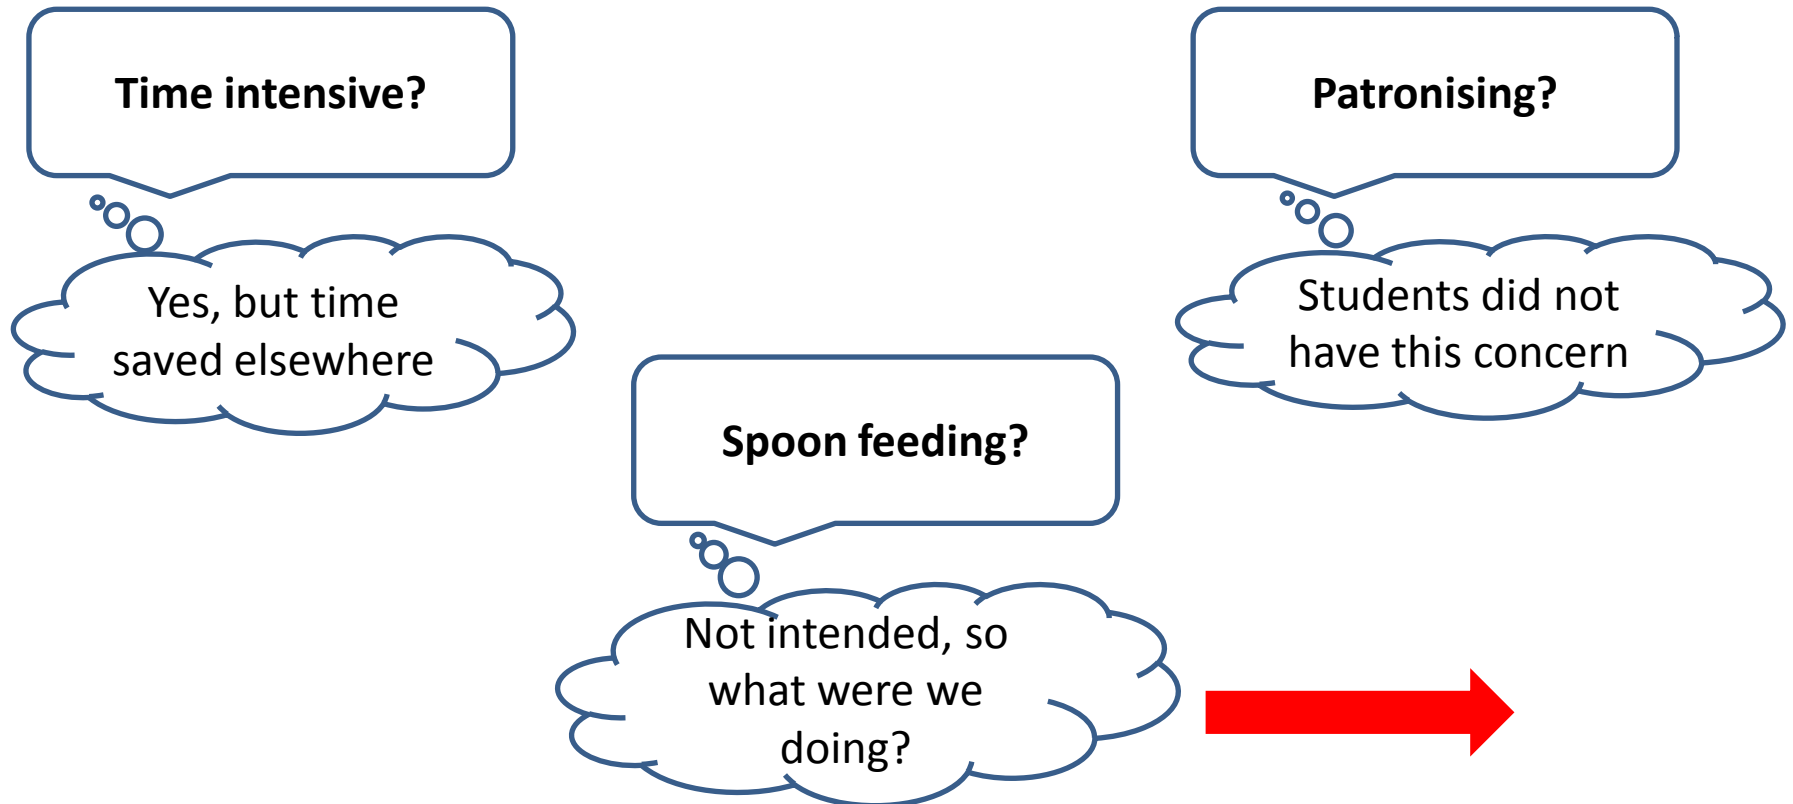 Time intensive?
Yes, but time
saved elsewhere
Patronising?
Students did not
have this concern
Spoon feeding?
Not intended, so
what were we
doing?